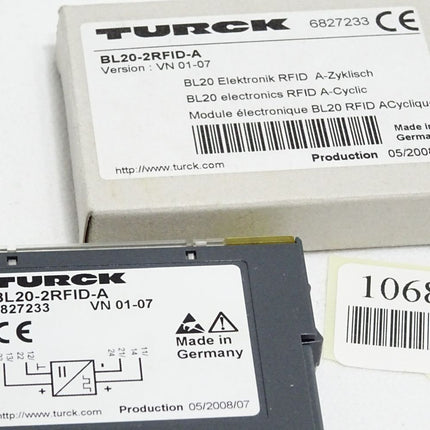 TURCK 6827233 CE
BL20-2RFID-A
Version : VN 01-07
BL20 Elektronik RFID A-Zyklisch
BL20 electronics RFID A-Cyclic
Module électronique BL20 RFID ACyclique
Made in
Germany
http://www.turck.com Production 05/2008/
TURCK
BL20-2RFID-A
6827233 VN 01-07
CE
Made in
Germany
http://www.turck.com Production 05/2008/07
1068